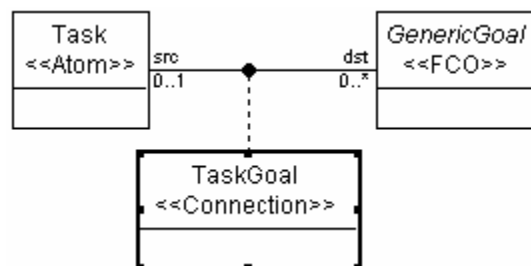 Task
<<Atom>>
src
0..1
dst
0..*
GenericGoal
<<FCO>>
TaskGoal
<<Connection>>